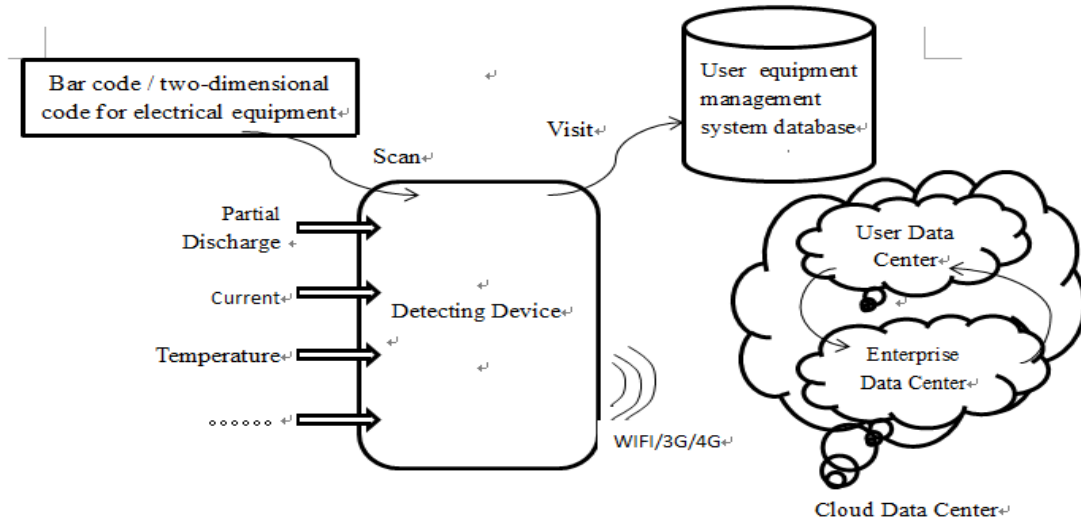 Bar code / two-dimensional
code for electrical equipment
User equipment
management
system database
Visit
Scan
Partial
Discharge
Current
Temperature
。。。。。。
Detecting Device
WIFI/3G/4G
User Data
Center
Enterprise
Data Center
Cloud Data Center